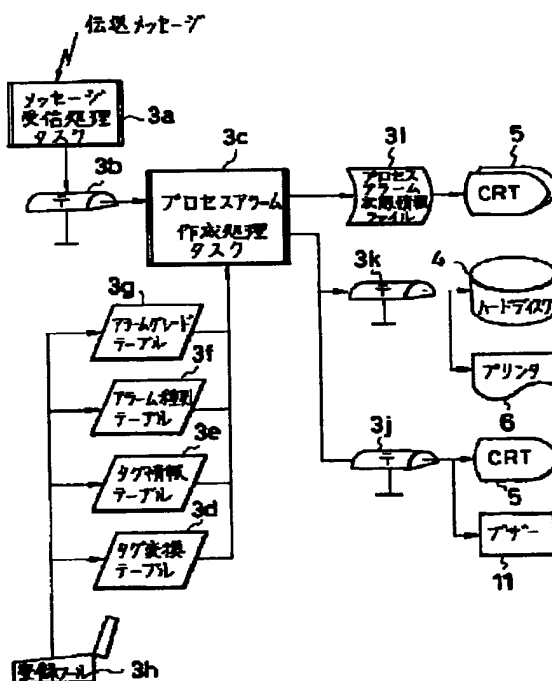 伝送メッセージ
メッセージ
受信処理
タスク
3a
3b
3c
プロセスアラーム
作成処理
タスク
3l
プロセス
アラーム
状態情報
ファイル
5
CRT
3k
4
ハードディスク
プリンタ
6
3j
CRT
5
ブザー
11
3g
アラームグレード
テーブル
3f
アラーム種別
テーブル
3e
タグマ情報
テーブル
3d
タグ変換
テーブル
登録ツール
3h